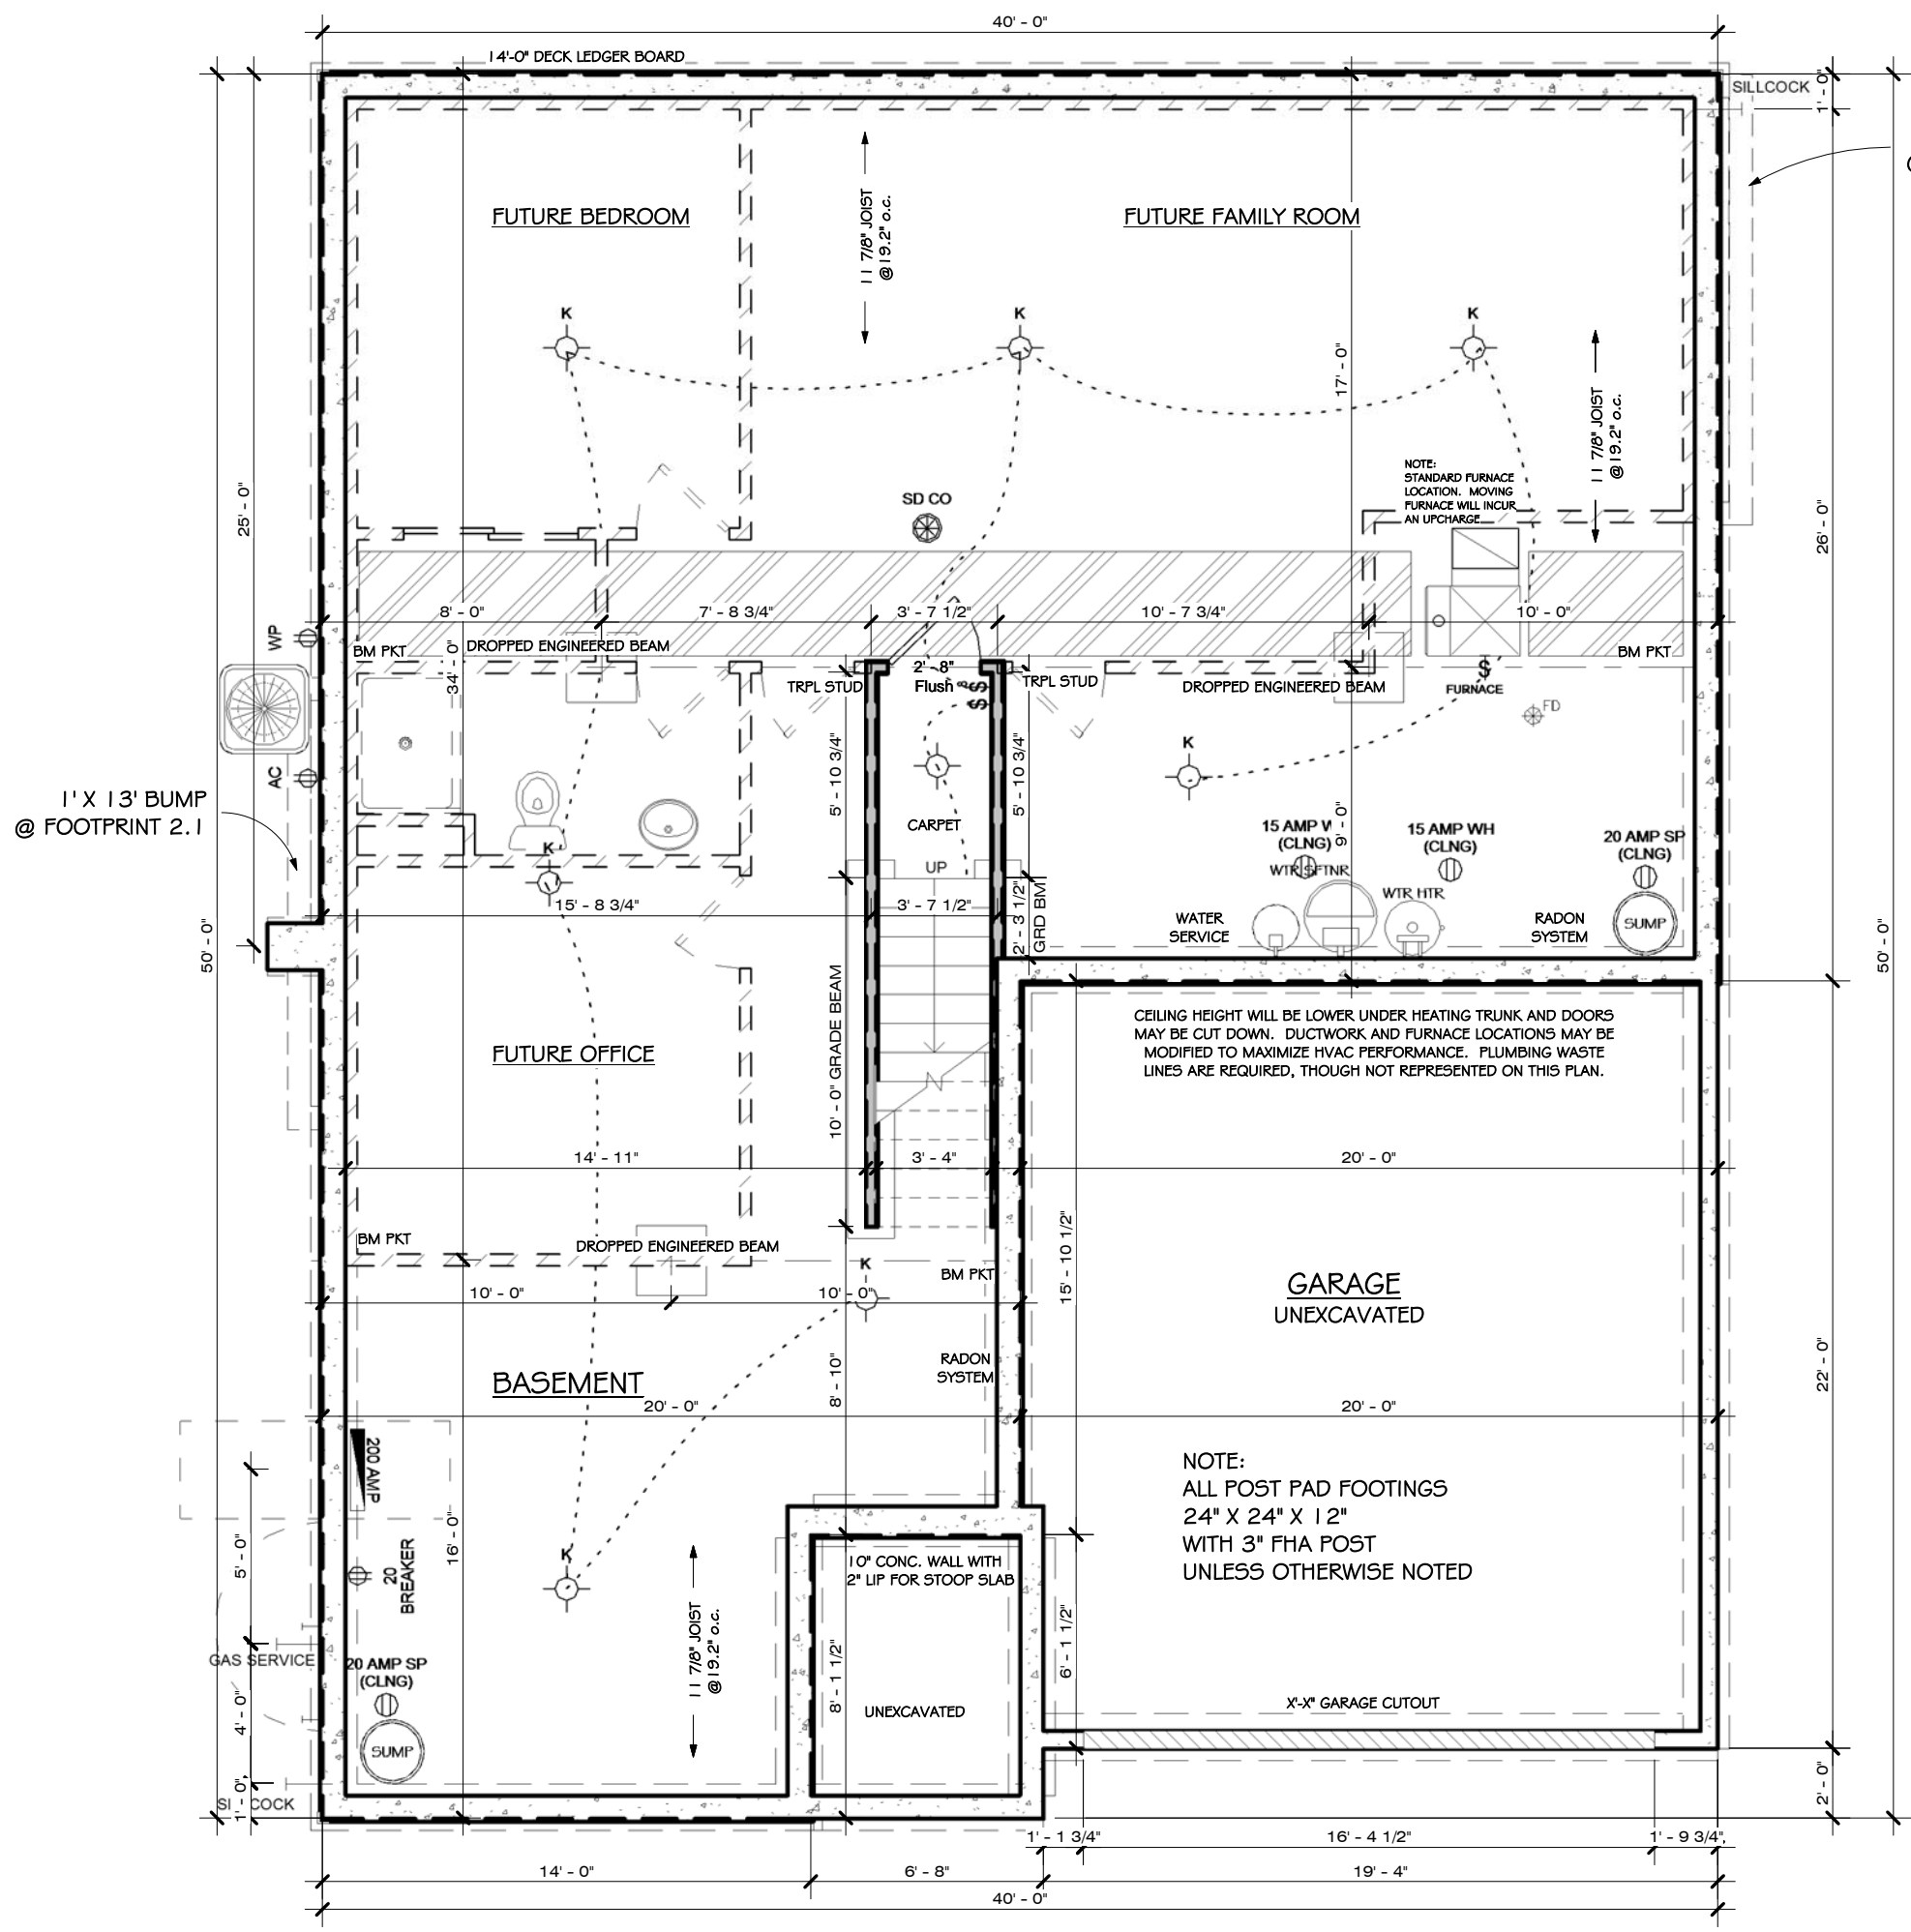 40' - 0"
14'-0" DECK LEDGER BOARD
SILLCOCK
1' - 0"
FUTURE BEDROOM
FUTURE FAMILY ROOM
11 7/8" JOIST
@19.2" o.c.
K
K
K
17' - 0"
11 7/8" JOIST
@19.2" o.c.
25' - 0"
26' - 0"
NOTE:
STANDARD FURNACE
LOCATION. MOVING
FURNACE WILL INCUR
AN UPCHARGE
SD CO
8' - 0"
7' - 8 3/4"
3' - 7 1/2"
10' - 7 3/4"
10' - 0"
WP
BM PKT
DROPPED ENGINEERED BEAM
BM PKT
34' - 0"
2' - 8"
Flush
TRPL STUD
TRPL STUD
DROPPED ENGINEERED BEAM
FURNACE
FD
$
$
$
AC
K
5' - 10 3/4"
5' - 10 3/4"
1' X 13' BUMP
@ FOOTPRINT 2.1
CARPET
9' - 0"
15 AMP W
(CLNG)
15 AMP WH
(CLNG)
20 AMP SP
(CLNG)
K
UP
WTR SFTNR
WTR HTR
15' - 8 3/4"
3' - 7 1/2"
2' - 3 1/2"
GRD BM
WATER
SERVICE
RADON
SYSTEM
SUMP
50' - 0"
50' - 0"
CEILING HEIGHT WILL BE LOWER UNDER HEATING TRUNK AND DOORS
MAY BE CUT DOWN. DUCTWORK AND FURNACE LOCATIONS MAY BE
MODIFIED TO MAXIMIZE HVAC PERFORMANCE. PLUMBING WASTE
LINES ARE REQUIRED, THOUGH NOT REPRESENTED ON THIS PLAN.
FUTURE OFFICE
10' - 0" GRADE BEAM
14' - 11"
3' - 4"
20' - 0"
BM PKT
DROPPED ENGINEERED BEAM
K
BM PKT
15' - 10 1/2"
GARAGE
UNEXCAVATED
10' - 0"
10' - 0"
RADON
SYSTEM
8' - 10"
22' - 0"
BASEMENT
20' - 0"
20' - 0"
200 AMP
NOTE:
ALL POST PAD FOOTINGS
24" X 24" X 12"
WITH 3" FHA POST
UNLESS OTHERWISE NOTED
5' - 0"
16' - 0"
20
BREAKER
K
10" CONC. WALL WITH
2" LIP FOR STOOP SLAB
11 7/8" JOIST
@19.2" o.c.
6' - 1 1/2"
GAS SERVICE
20 AMP SP
(CLNG)
8' - 1 1/2"
4' - 0"
UNEXCAVATED
X'-X" GARAGE CUTOUT
SUMP
SI COCK
1' - 0"
2' - 0"
1' - 1 3/4"
16' - 4 1/2"
1' - 9 3/4"
14' - 0"
6' - 8"
19' - 4"
40' - 0"